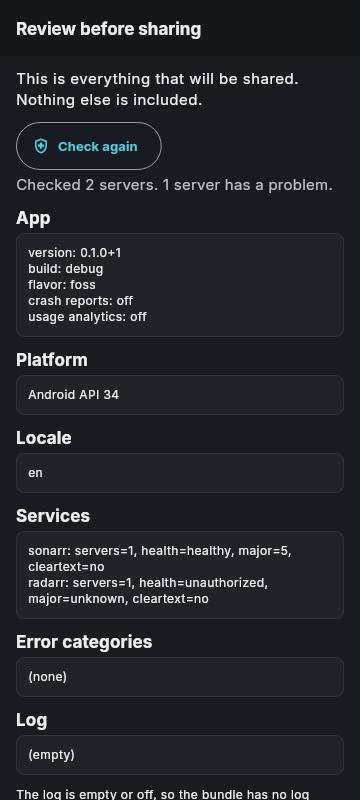 Review before sharing
This is everything that will be shared.
Nothing else is included.
Check again
Checked 2 servers. 1 server has a problem.
App
version: 0.1.0+1
build: debug
flavor: foss
crash reports: off
usage analytics: off
Platform
Android API 34
Locale
en
Services
sonarr: servers=1, health=healthy, major=5,
cleartext=no
radarr: servers=1, health=unauthorized,
major=unknown, cleartext=no
Error categories
(none)
Log
(empty)
The log is empty or off, so the bundle has no log